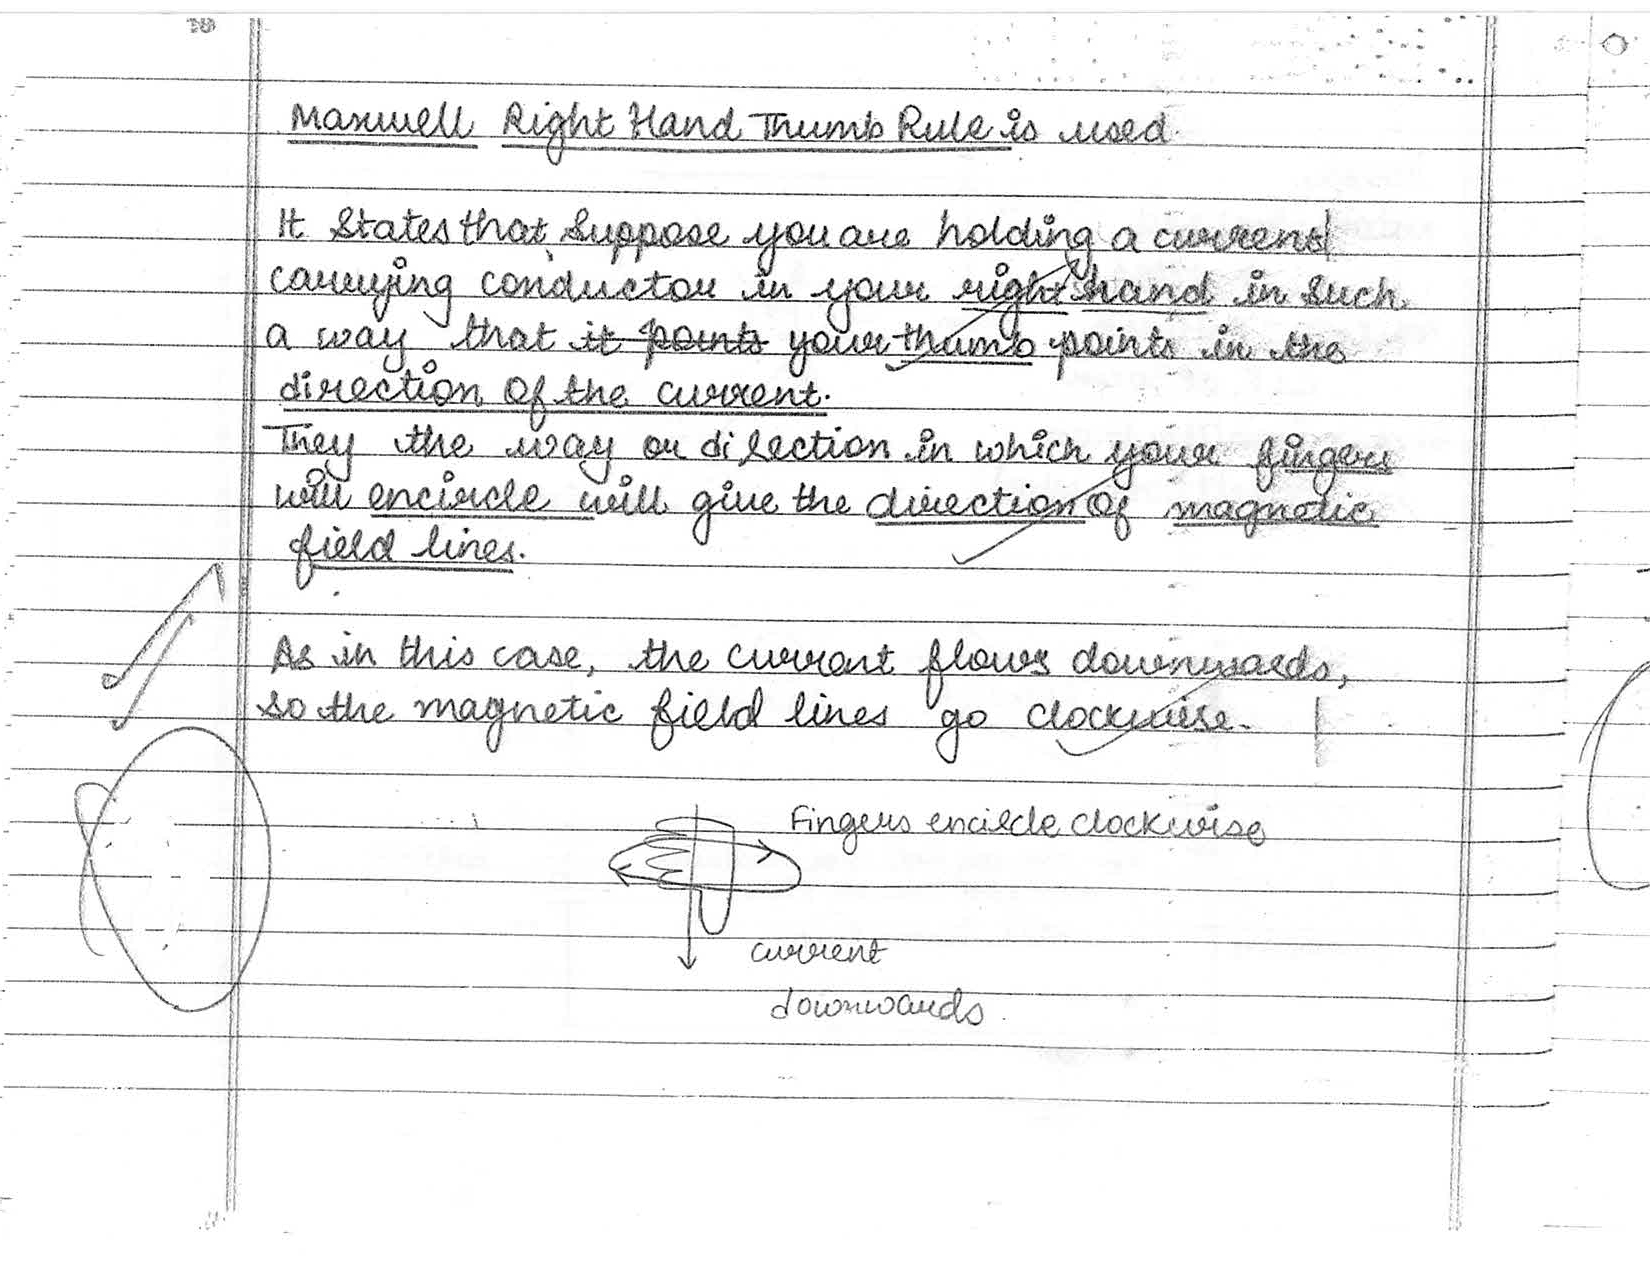 Maxwell Right Hand Thumb Rule is used
It States that Suppose you are holding a current
carrying conductor in your right hand in Such
a way that it points your thumb points in the
direction of the current.
They the way or direction in which your fingers
will encircle will give the direction of magnetic
field lines.
As in this case, the current flows downwards,
so the magnetic field lines go clockwise.
Fingers encircle clockwise
current
downwards